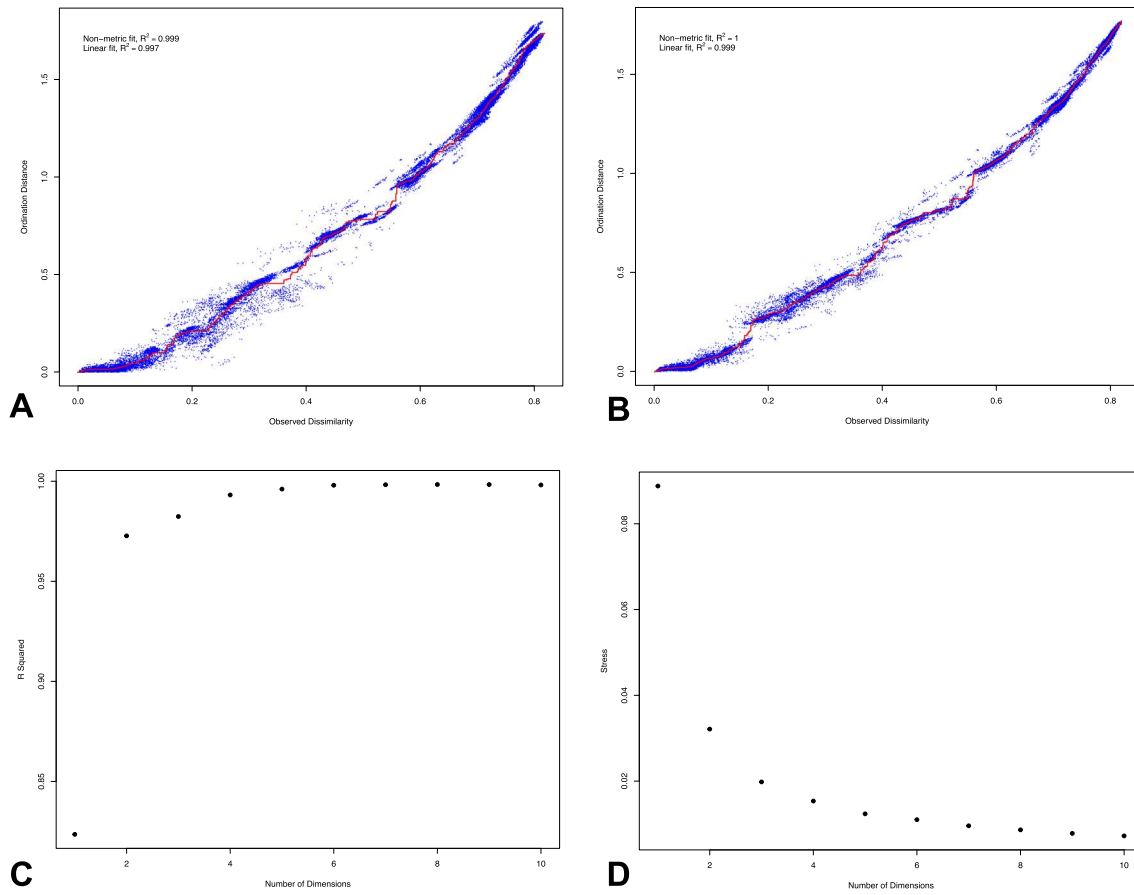 Non−metric fit, R² = 0.999
Linear fit, R² = 0.997
0.0
0.5
1.0
1.5
Ordination Distance
0.0
0.2
0.4
0.6
0.8
Observed Dissimilarity
A
Non−metric fit, R² = 1
Linear fit, R² = 0.999
0.0
0.5
1.0
1.5
Ordination Distance
0.0
0.2
0.4
0.6
0.8
Observed Dissimilarity
B
1.00
0.95
0.90
0.85
R Squared
2
4
6
8
10
Number of Dimensions
C
0.08
0.06
0.04
0.02
Stress
2
4
6
8
10
Number of Dimensions
D